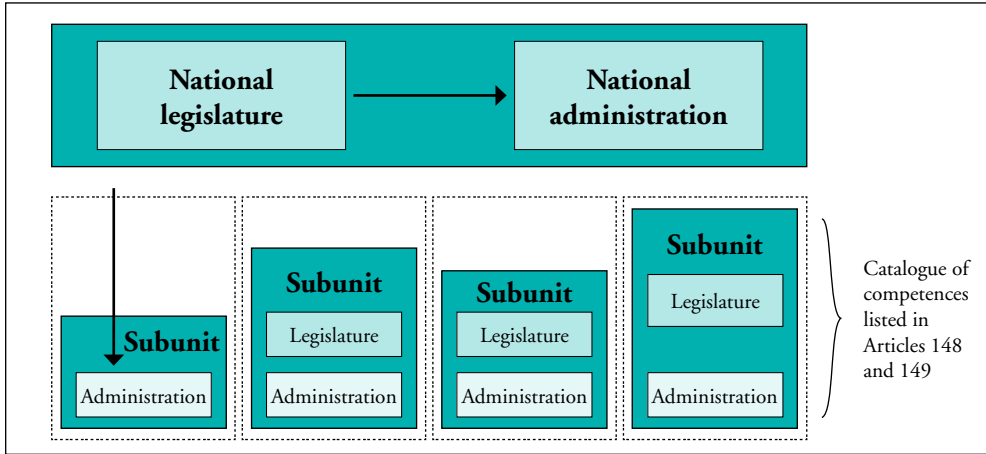 National
legislature
National
administration
Subunit
Administration
Subunit
Legislature
Administration
Subunit
Legislature
Administration
Subunit
Legislature
Administration
Catalogue of
competences
listed in
Articles 148
and 149